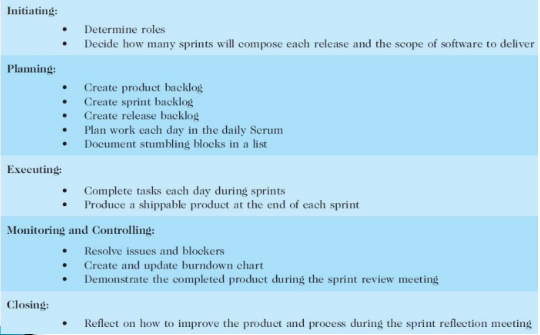 Initiating:
• Determine roles
• Decide how many sprints will compose each release and the scope of software to deliver
Planning:
• Create product backlog
• Create sprint backlog
• Create release backlog
• Plan work each day in the daily Scrum
• Document stumbling blocks in a list
Executing:
• Complete tasks each day during sprints
• Produce a shippable product at the end of each sprint
Monitoring and Controlling:
• Resolve issues and blockers
• Create and update burndown chart
• Demonstrate the completed product during the sprint review meeting
Closing:
• Reflect on how to improve the product and process during the sprint reflection meeting